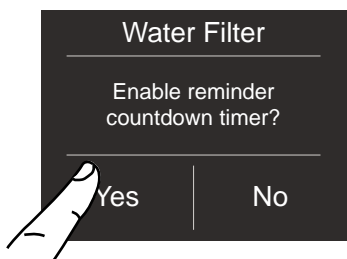 Water Filter
Enable reminder
countdown timer?
Yes
No